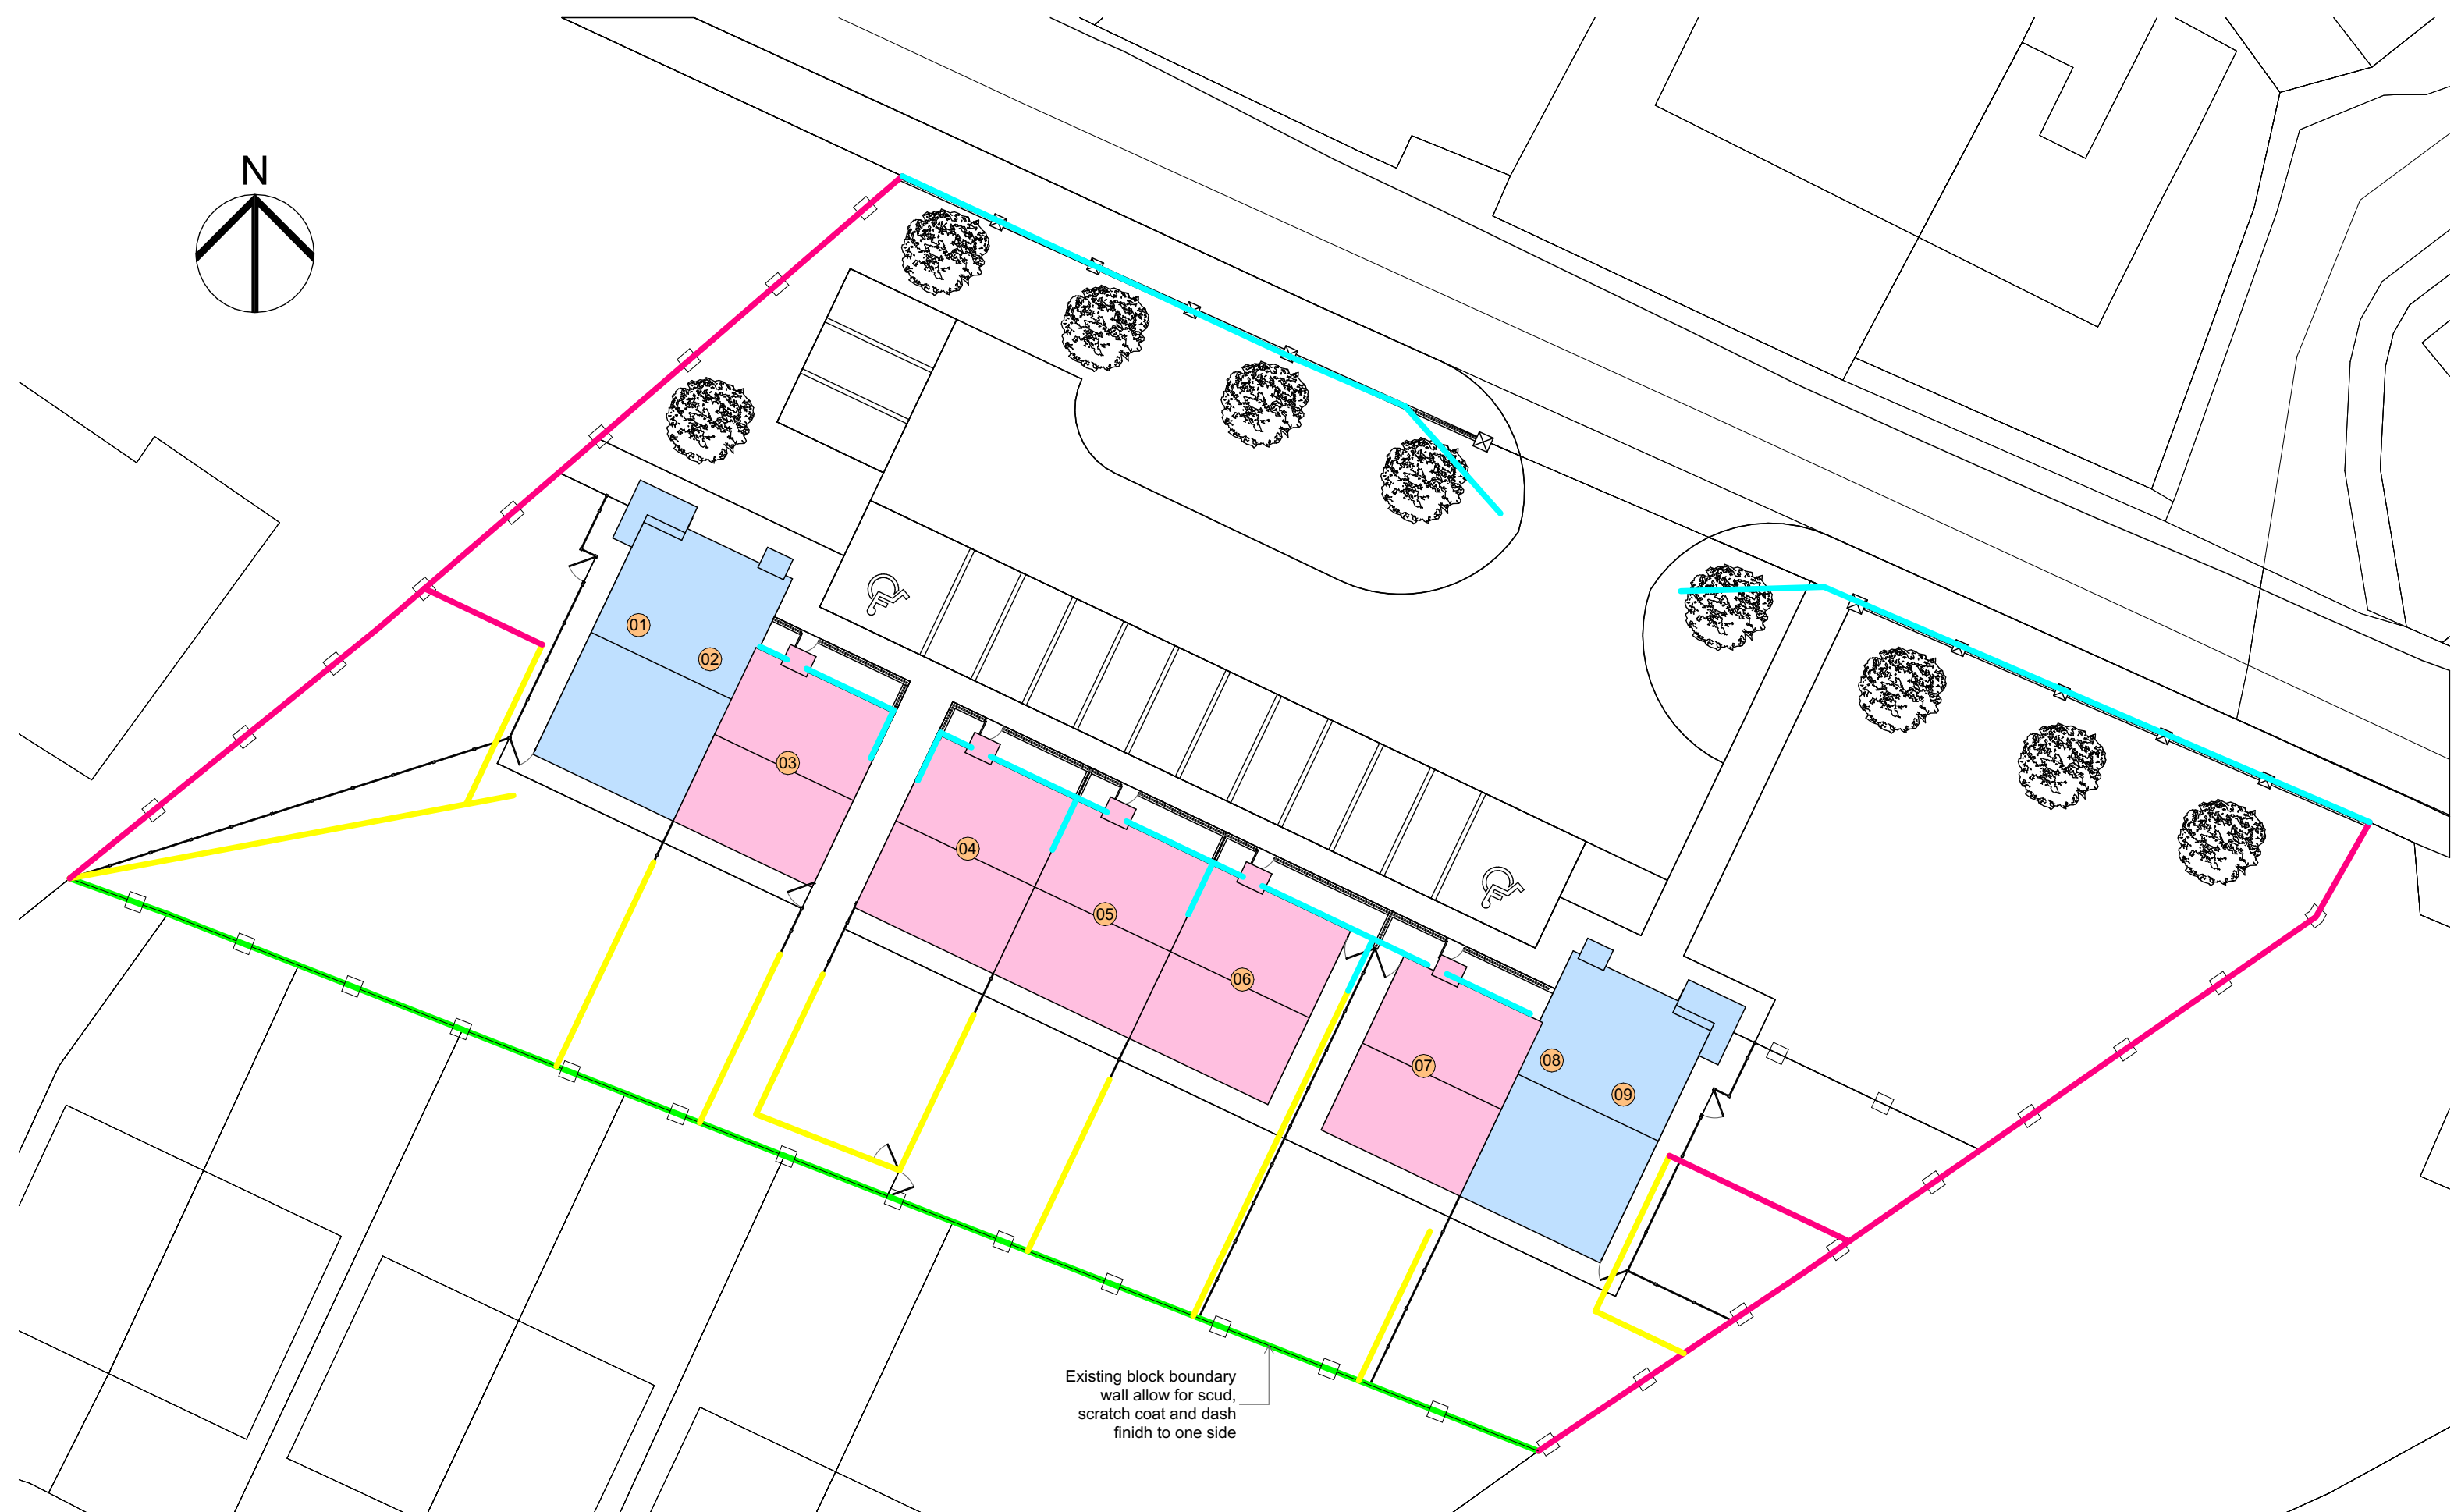 N
01
02
03
04
05
06
07
08
09
Existing block boundary
wall allow for scud,
scratch coat and dash
finidh to one side